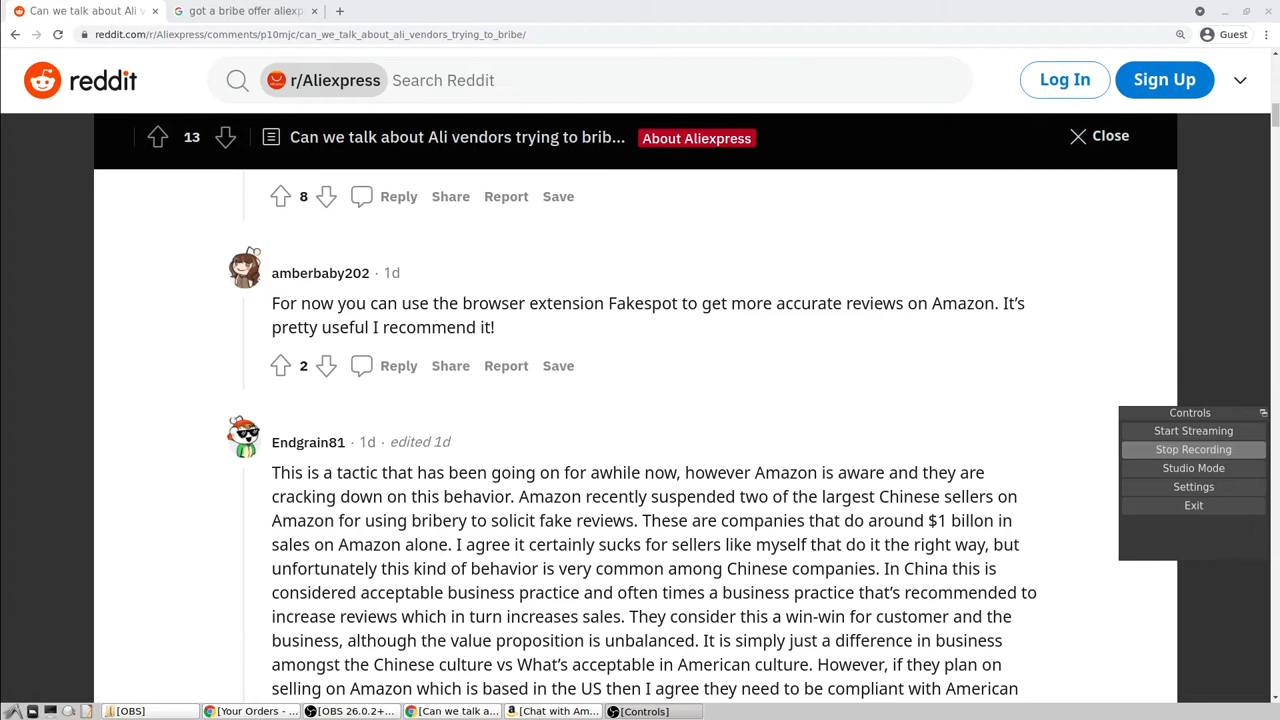 Can we talk about Ali v
got a bribe offer aliexp
reddit.com/r/Aliexpress/comments/p10mjc/can_we_talk_about_ali_vendors_trying_to_bribe/
Guest
reddit
r/Aliexpress
Search Reddit
Log In
Sign Up
13
Can we talk about Ali vendors trying to brib...
About Aliexpress
Close
8
Reply
Share
Report
Save
amberbaby202 · 1d
For now you can use the browser extension Fakespot to get more accurate reviews on Amazon. It’s
pretty useful I recommend it!
2
Reply
Share
Report
Save
Endgrain81 · 1d · edited 1d
This is a tactic that has been going on for awhile now, however Amazon is aware and they are
cracking down on this behavior. Amazon recently suspended two of the largest Chinese sellers on
Amazon for using bribery to solicit fake reviews. These are companies that do around $1 billon in
sales on Amazon alone. I agree it certainly sucks for sellers like myself that do it the right way, but
unfortunately this kind of behavior is very common among Chinese companies. In China this is
considered acceptable business practice and often times a business practice that’s recommended to
increase reviews which in turn increases sales. They consider this a win-win for customer and the
business, although the value proposition is unbalanced. It is simply just a difference in business
amongst the Chinese culture vs What’s acceptable in American culture. However, if they plan on
selling on Amazon which is based in the US then I agree they need to be compliant with American
Controls
Start Streaming
Stop Recording
Studio Mode
Settings
Exit
[OBS]
[Your Orders - ...
[OBS 26.0.2+...
[Can we talk a...
[Chat with Am...
[Controls]